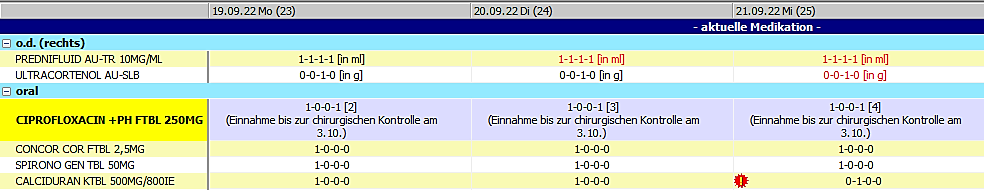 19.09.22 Mo (23) 20.09.22 Di (24) 21.09.22 Mi (25)
- aktuelle Medikation -
o.d. (rechts)
PREDNIFLUID AU-TR 10MG/ML 1-1-1-1 [in ml] 1-1-1-1 [in ml] 1-1-1-1 [in ml]
ULTRACORTENOL AU-SLB 0-0-1-0 [in g] 0-0-1-0 [in g] 0-0-1-0 [in g]
oral
CIPROFLOXACIN +PH FTBL 250MG 1-0-0-1 [2] 1-0-0-1 [3] 1-0-0-1 [4]
(Einnahme bis zur chirurgischen Kontrolle am (Einnahme bis zur chirurgischen Kontrolle am (Einnahme bis zur chirurgischen Kontrolle am
3.10.) 3.10.) 3.10.)
CONCOR COR FTBL 2,5MG 1-0-0-0 1-0-0-0 1-0-0-0
SPIRONO GEN TBL 50MG 1-0-0-0 1-0-0-0 1-0-0-0
CALCIDURAN KTBL 500MG/800IE 1-0-0-0 1-0-0-0 0-1-0-0